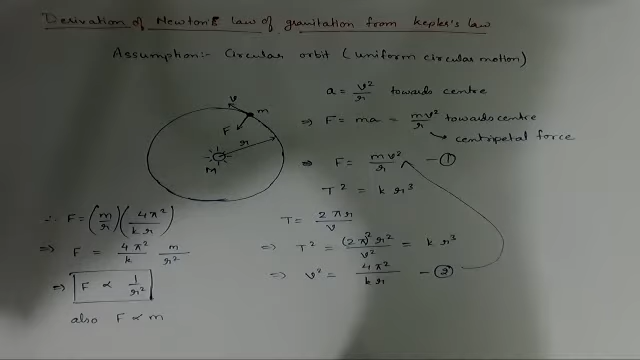 Derivation of Newton's law of gravitation from Kepler's law
Assumption:- Circular orbit (uniform circular motion)
a = v²/r towards centre
⇒ F = ma = mv²/r towards centre
→ centripetal force
⇒ F = mv²/r — ①
T² = k r³
T = 2πr/v
⇒ T² = (2π)² r²/v² = k r³
⇒ v² = 4π²/kr — ②
v
m
F
r
M
∴ F = (m/r)(4π²/kr)
⇒ F = 4π²/k m/r²
⇒ F ∝ 1/r²
also F ∝ m